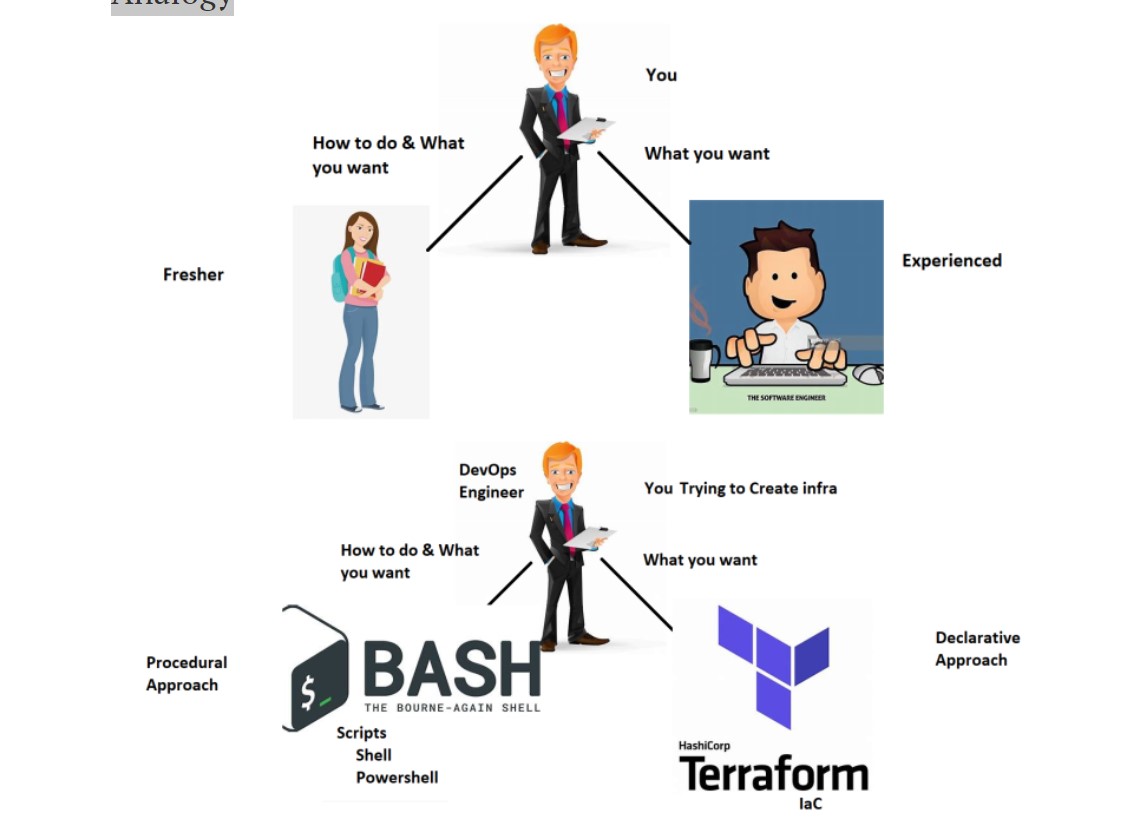 Analogy
You
How to do & What
you want
What you want
Fresher
Experienced
THE SOFTWARE ENGINEER
DevOps
Engineer
You Trying to Create infra
How to do & What
you want
What you want
Procedural
Approach
$_
BASH
THE BOURNE-AGAIN SHELL
Scripts
Shell
Powershell
Declarative
Approach
HashiCorp
Terraform
IaC